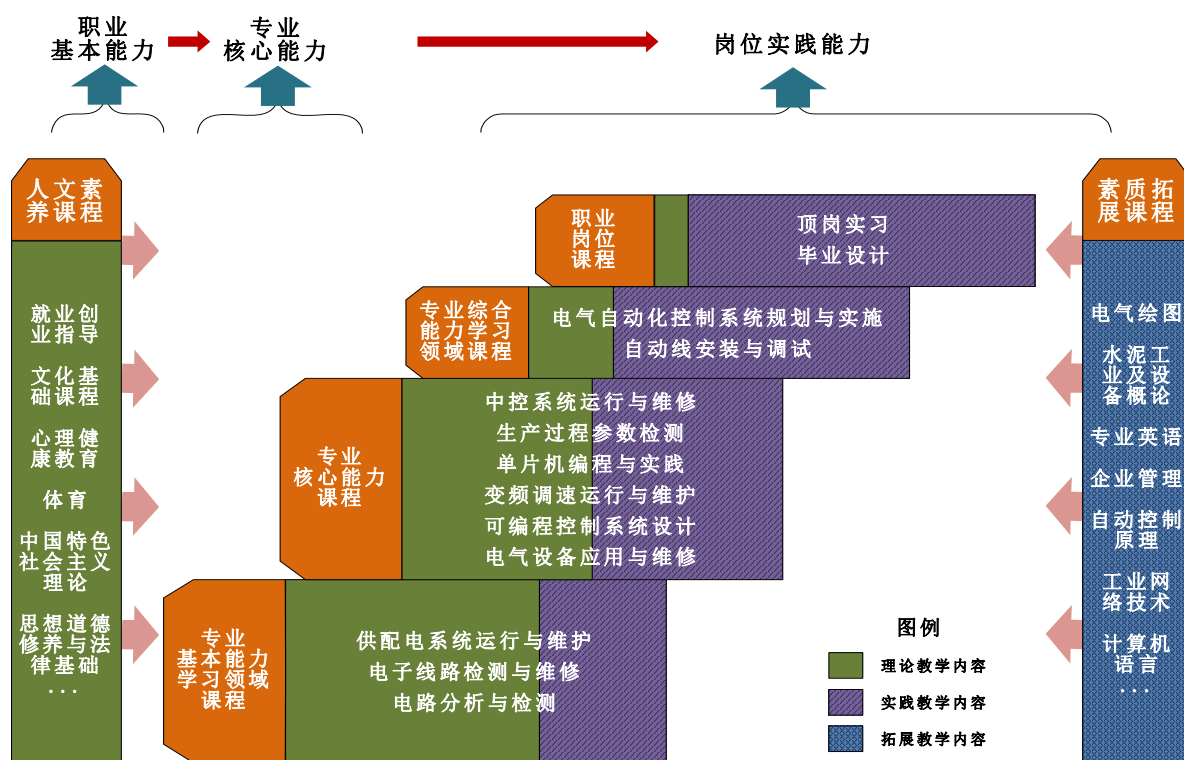 职业
基本能力
专业
核心能力
岗位实践能力
人文素
养课程
就业创
业指导
文化基
础课程
心理健
康教育
体育
中国特色
社会主义
理论
思想道德
修养与法
律基础
...
职业
岗位
课程
顶岗实习
毕业设计
专业综合
能力学习
领域课程
电气自动化控制系统规划与实施
自动线安装与调试
专业
核心能力
课程
中控系统运行与维修
生产过程参数检测
单片机编程与实践
变频调速运行与维护
可编程控制系统设计
电气设备应用与维修
专业
基本能力
学习领域
课程
供配电系统运行与维护
电子线路检测与维修
电路分析与检测
图例
理论教学内容
实践教学内容
拓展教学内容
素质拓
展课程
电气绘图
水泥工
业及设
备概论
专业英语
企业管理
自动控制
原理
工业网
络技术
计算机
语言
...